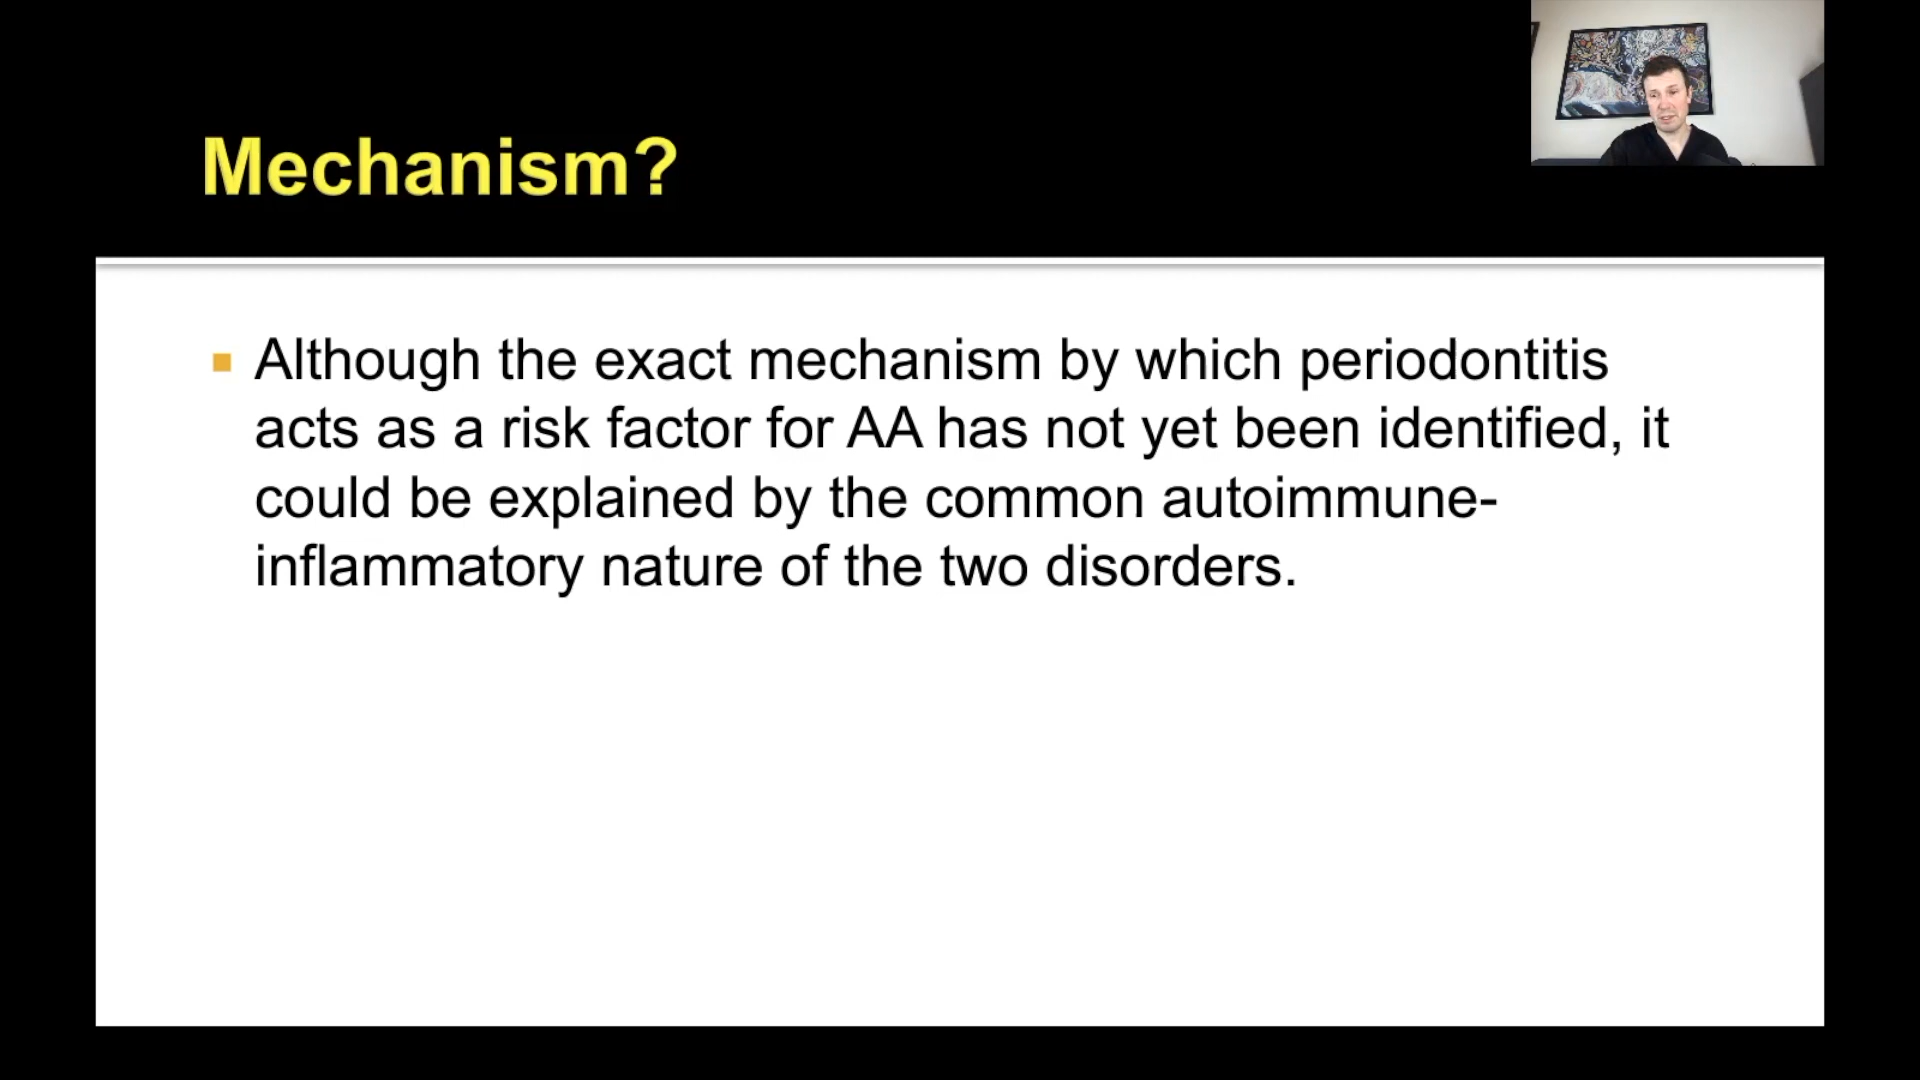 Mechanism?
Although the exact mechanism by which periodontitis
acts as a risk factor for AA has not yet been identified, it
could be explained by the common autoimmune-
inflammatory nature of the two disorders.